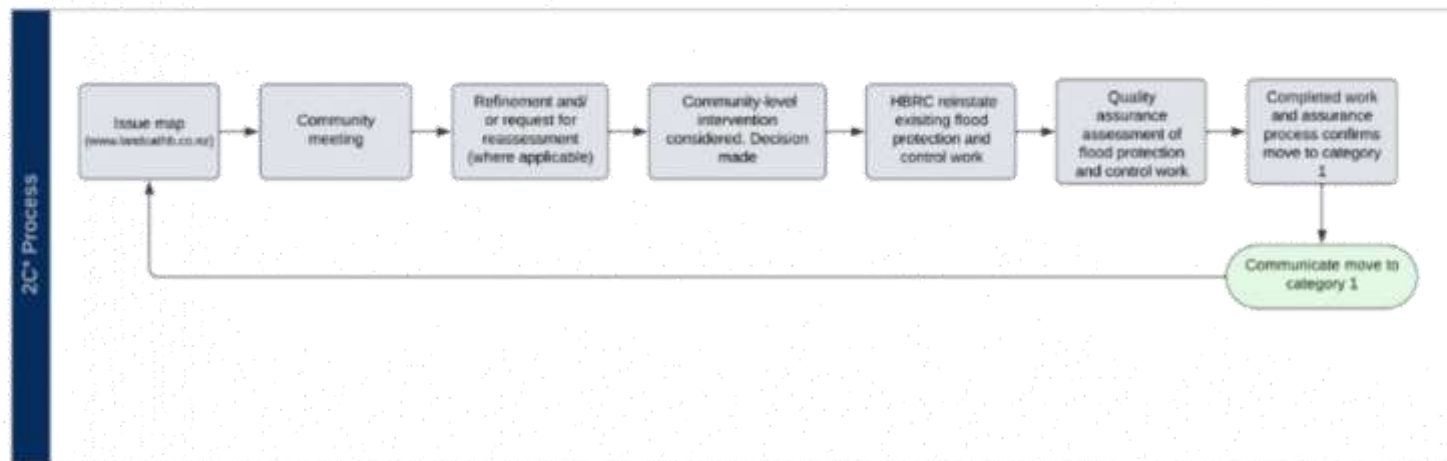 2C* Process
Issue map
(www.landcathb.co.nz)
Community
meeting
Refinement and/
or request for
reassessment
(where applicable)
Community-level
intervention
considered. Decision
made
HBRC reinstate
exisiting flood
protection and
control work
Quality
assurance
assessment of
flood protection
and control work
Completed work
and assurance
process confirms
move to category
1
Communicate move to
category 1